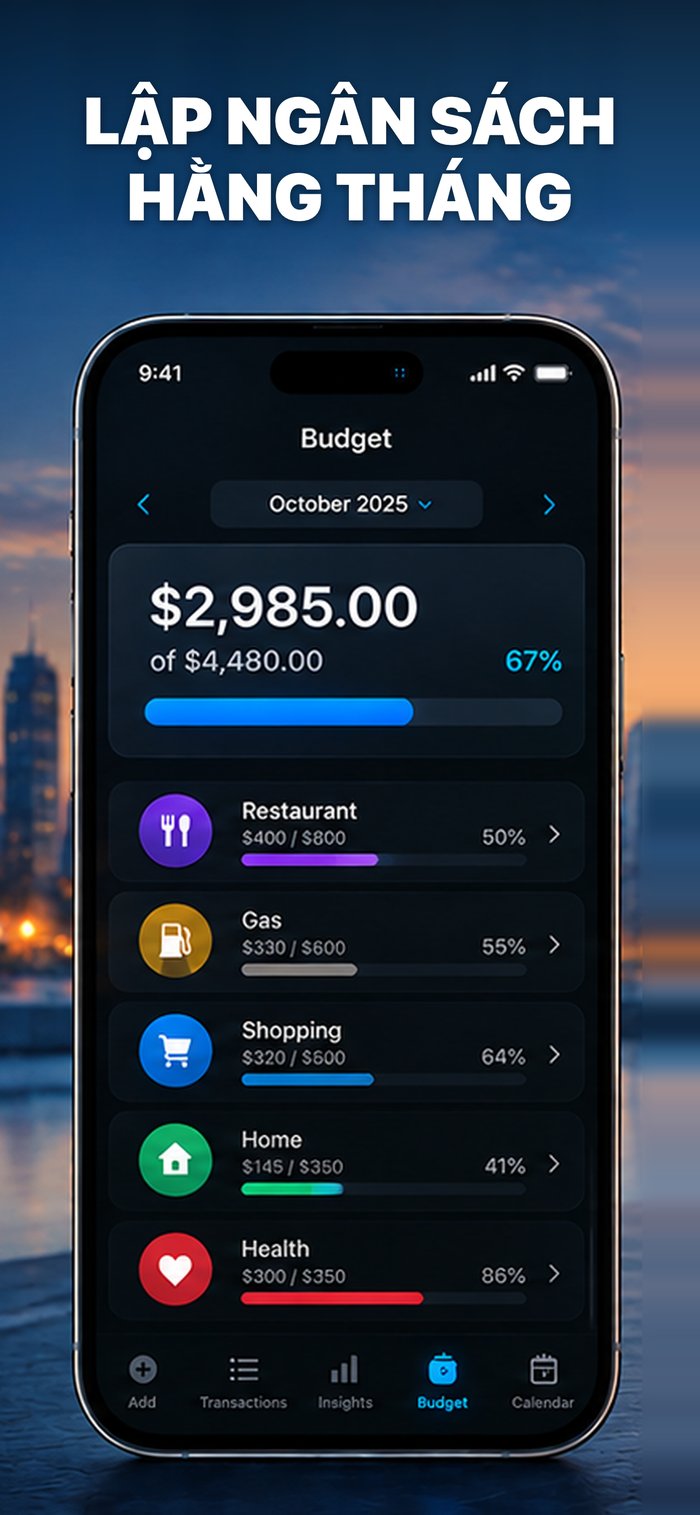 LẬP NGÂN SÁCH
HẰNG THÁNG
9:41
Budget
October 2025
$2,985.00
of $4,480.00
67%
Restaurant
$400 / $800
50%
Gas
$330 / $600
55%
Shopping
$320 / $600
64%
Home
$145 / $350
41%
Health
$300 / $350
86%
Add
Transactions
Insights
Budget
Calendar